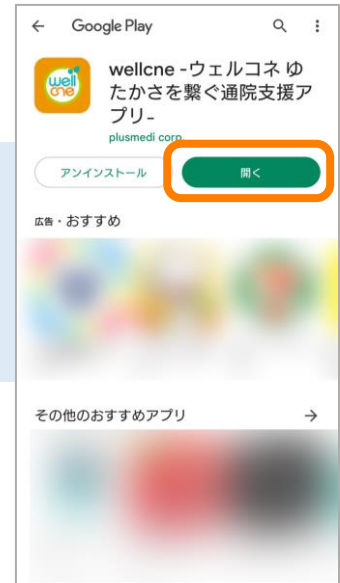 Google Play
well
cne
wellcne -ウェルコネ ゆ
たかさを繋ぐ通院支援ア
プリ-
plusmedi corp.
アンインストール
開く
広告・おすすめ
その他のおすすめアプリ